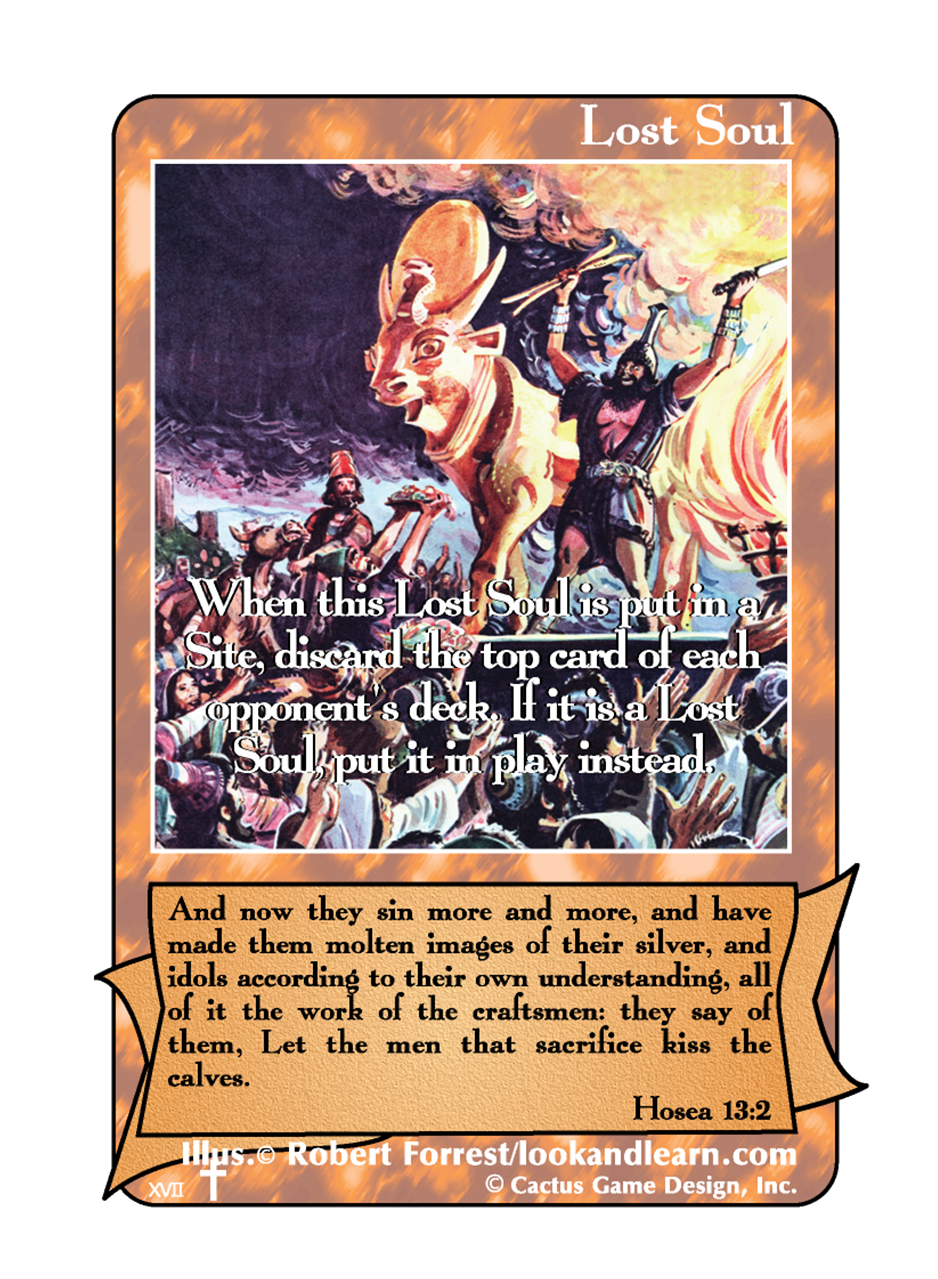 Lost Soul
When this Lost Soul is put in a
Site, discard the top card of each
opponent's deck. If it is a Lost
Soul, put it in play instead.
And now they sin more and more, and have
made them molten images of their silver, and
idols according to their own understanding, all
of it the work of the craftsmen: they say of
them, Let the men that sacrifice kiss the
calves.
Hosea 13:2
Illus.© Robert Forrest/lookandlearn.com
XVII
© Cactus Game Design, Inc.